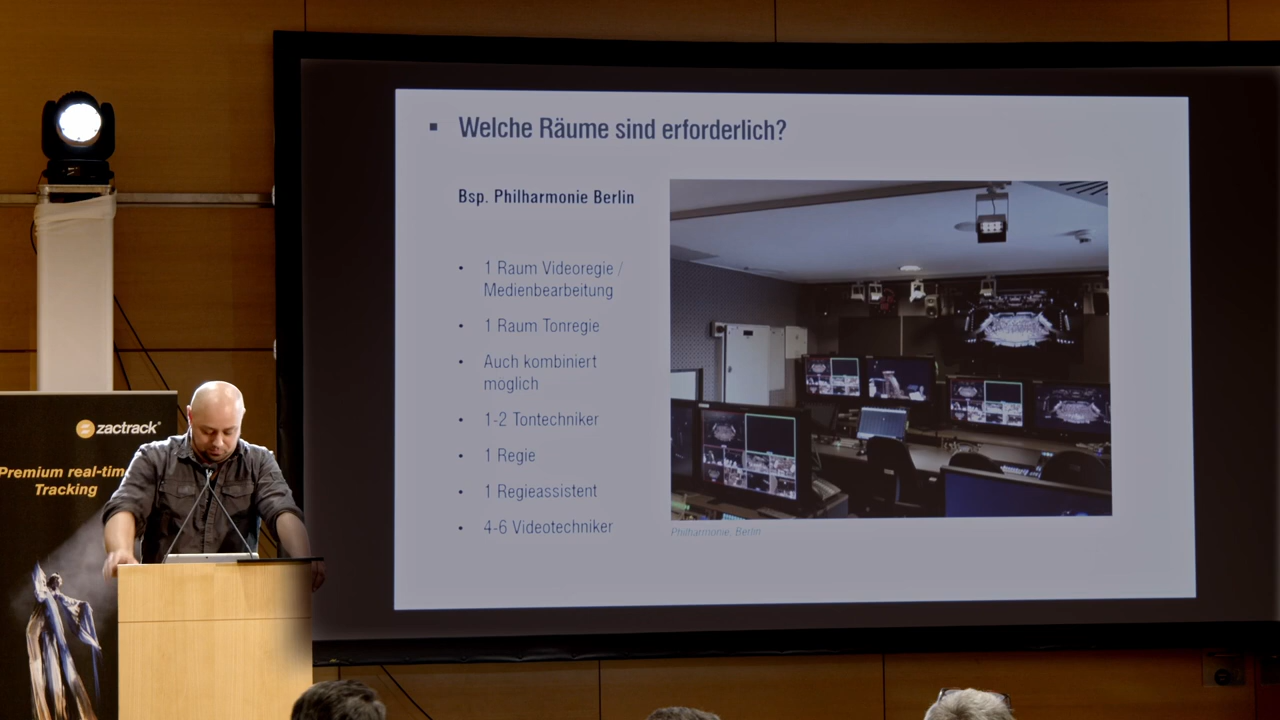 ▪ Welche Räume sind erforderlich?
Bsp. Philharmonie Berlin
• 1 Raum Videoregie /
Medienbearbeitung
• 1 Raum Tonregie
• Auch kombiniert
möglich
• 1-2 Tontechniker
• 1 Regie
• 1 Regieassistent
• 4-6 Videotechniker
Philharmonie, Berlin
zactrack®
Premium real-tim
Tracking